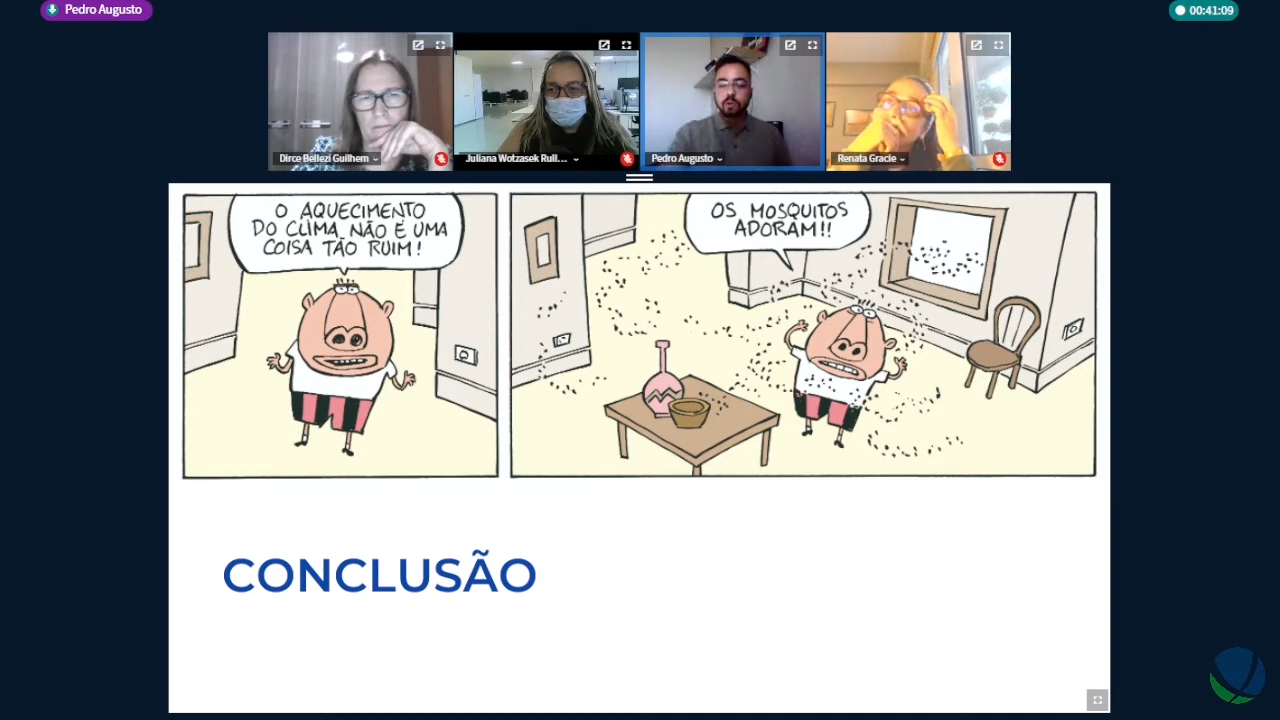 Pedro Augusto
00:41:09
Dirce Bellezi Guilhem
Juliana Wotzasek Rull...
Pedro Augusto
Renata Gracie
O AQUECIMENTO
DO CLIMA NÃO É UMA
COISA TÃO RUIM!
OS MOSQUITOS
ADORAM!!
CONCLUSÃO